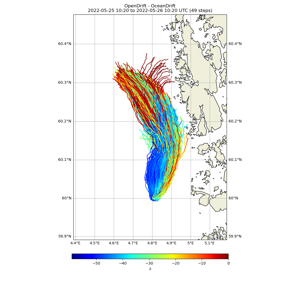 OpenDrift - OceanDrift
2022-05-25 10:20 to 2022-05-26 10:20 UTC (49 steps)
60.4°N 60.4°N
60.3°N 60.3°N
60.2°N 60.2°N
60.1°N 60.1°N
60°N 60°N
59.9°N 59.9°N
4.4°E 4.5°E 4.6°E 4.7°E 4.8°E 4.9°E 5°E 5.1°E
−50 −40 −30 −20 −10 0
z